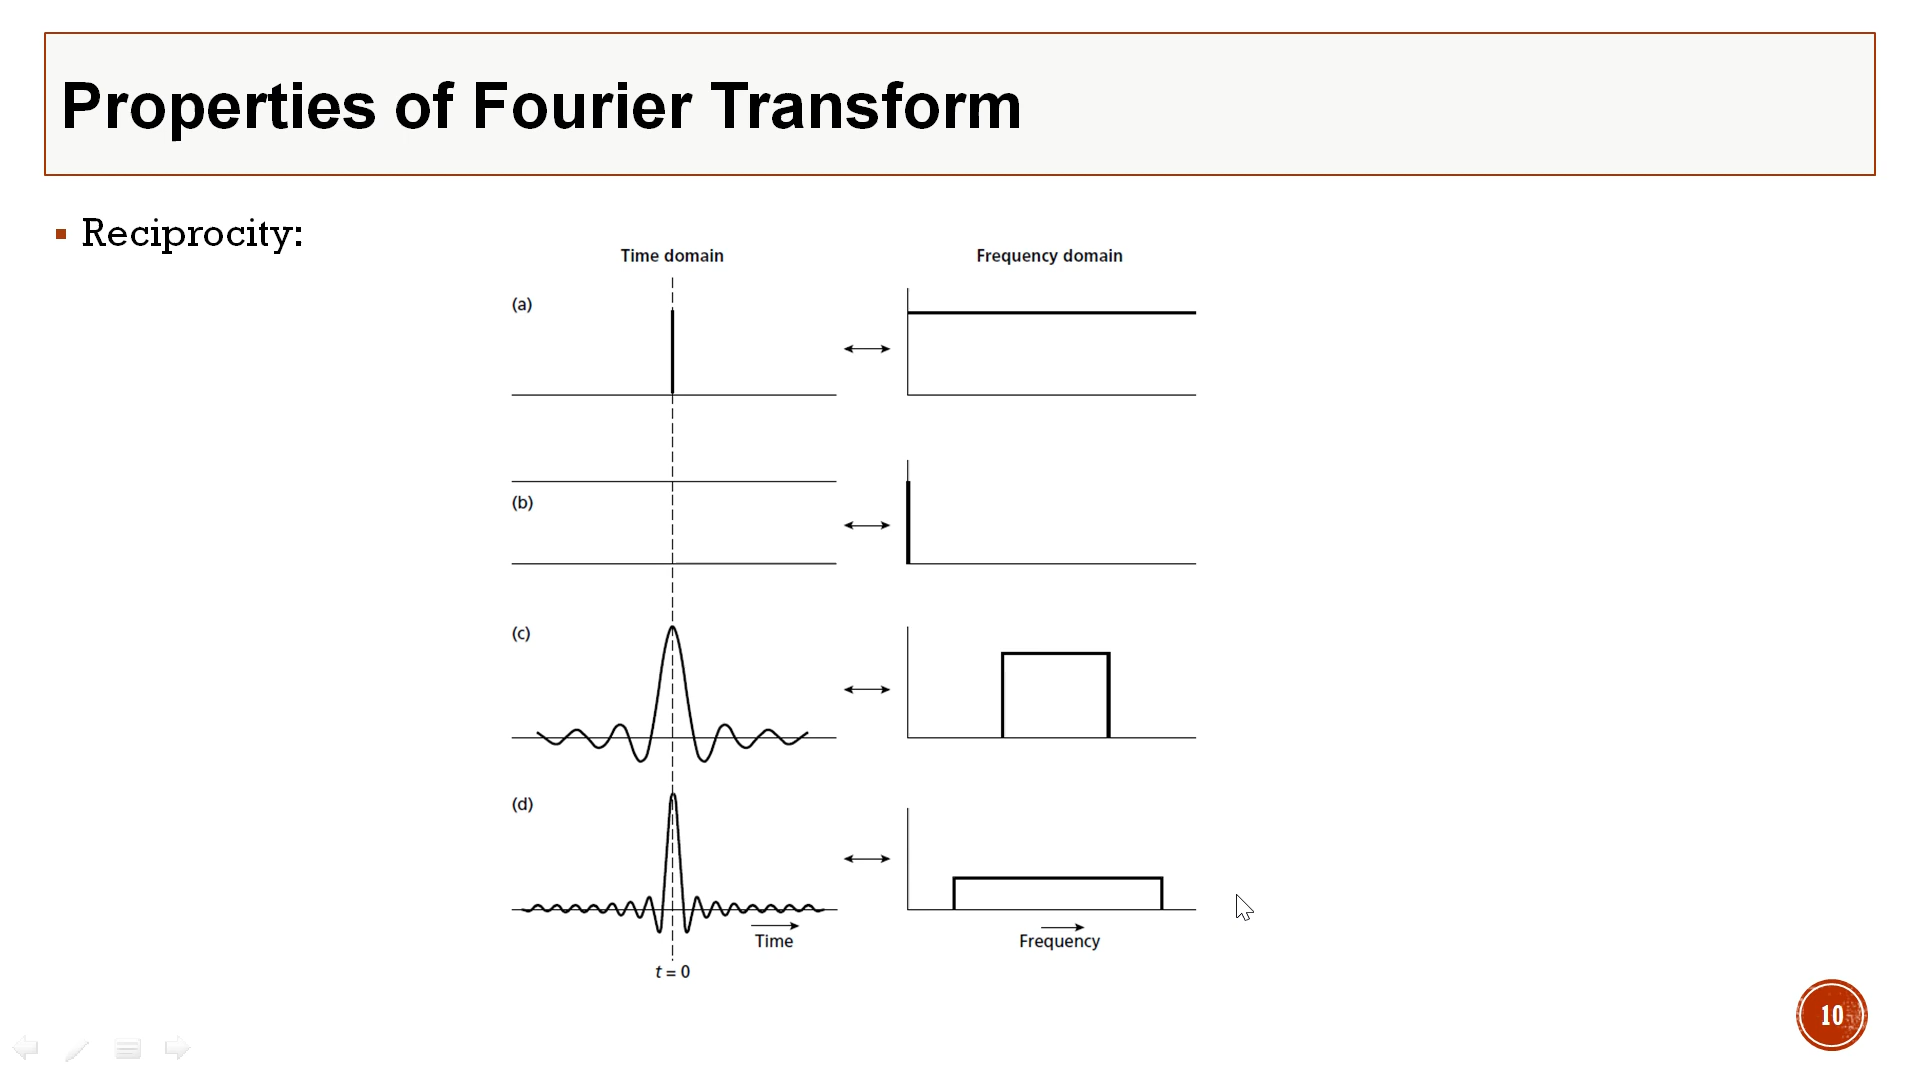 Properties of Fourier Transform
Reciprocity:
Time domain
Frequency domain
(a)
(b)
(c)
(d)
Time
Frequency
t = 0
10